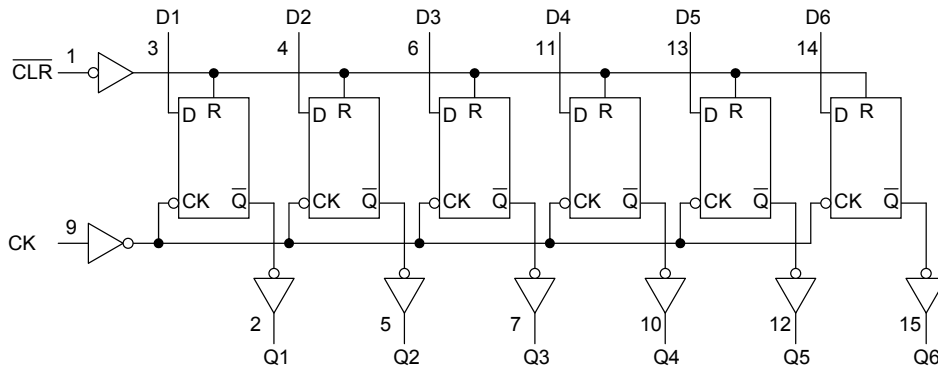 D1 D2 D3 D4 D5 D6
3 4 6 11 13 14
C̅L̅R̅ 1
R R R R R R
D D D D D D
CK Q̅ CK Q̅ CK Q̅ CK Q̅ CK Q̅ CK Q̅
CK 9
2 5 7 10 12 15
Q1 Q2 Q3 Q4 Q5 Q6